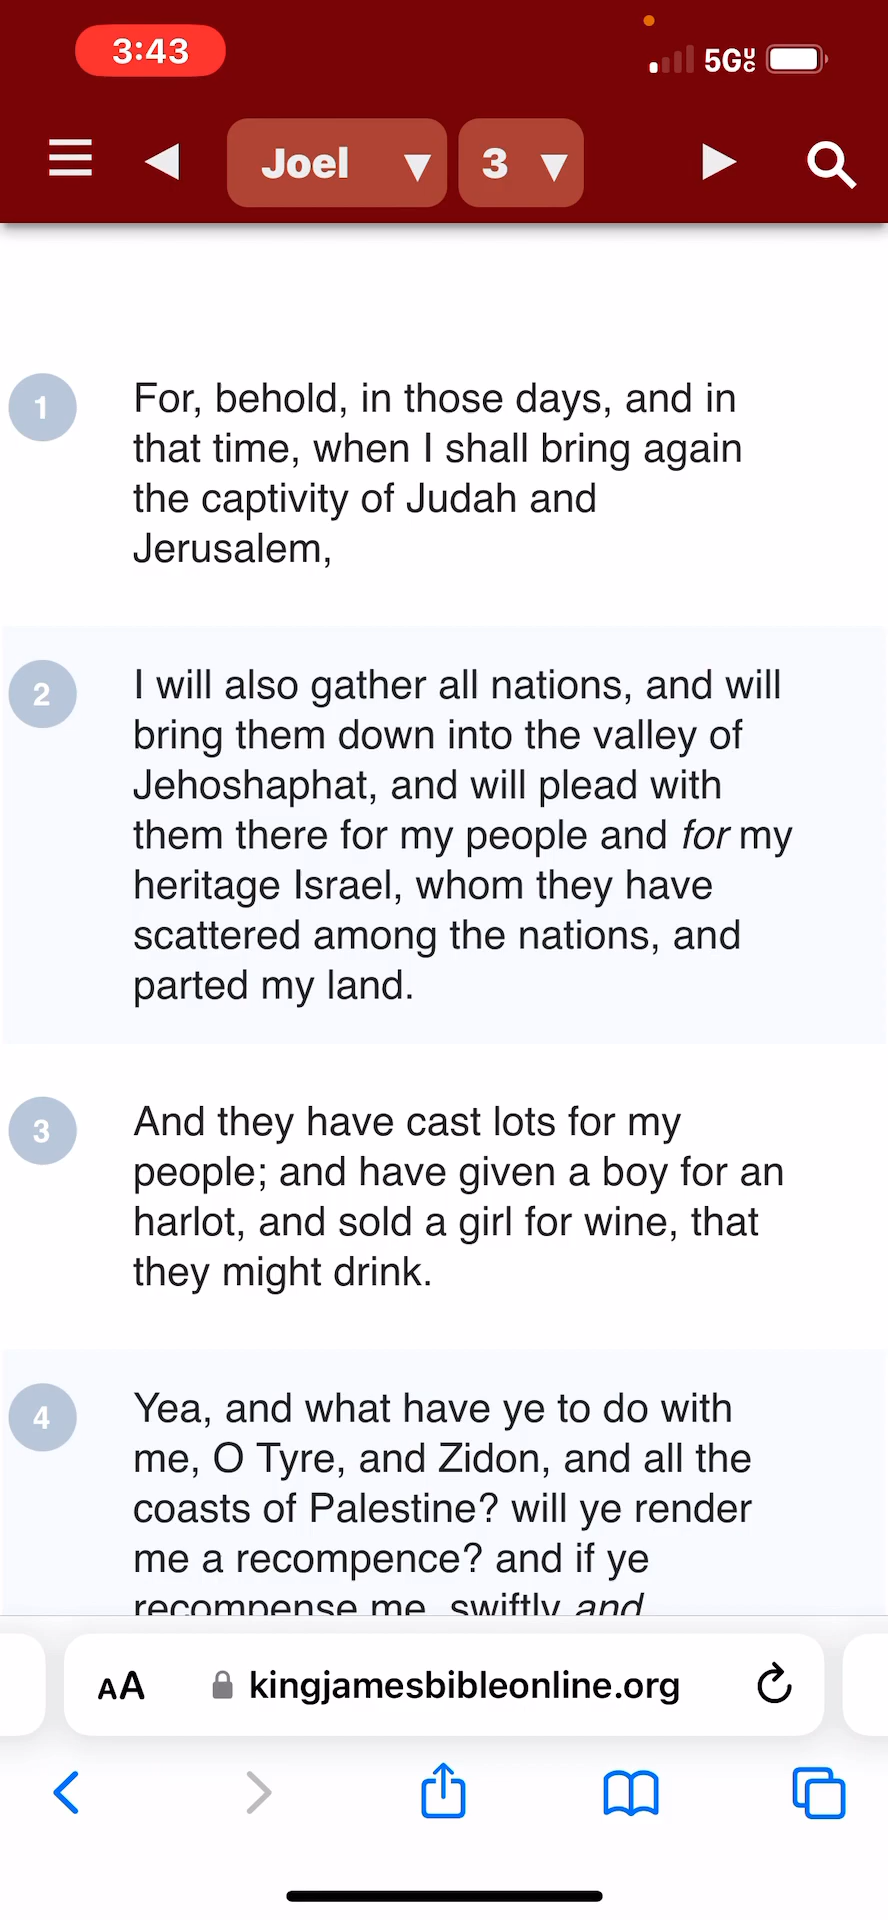 3:43
5G UC
Joel ▼ 3 ▼
1
For, behold, in those days, and in
that time, when I shall bring again
the captivity of Judah and
Jerusalem,
2
I will also gather all nations, and will
bring them down into the valley of
Jehoshaphat, and will plead with
them there for my people and for my
heritage Israel, whom they have
scattered among the nations, and
parted my land.
3
And they have cast lots for my
people; and have given a boy for an
harlot, and sold a girl for wine, that
they might drink.
4
Yea, and what have ye to do with
me, O Tyre, and Zidon, and all the
coasts of Palestine? will ye render
me a recompence? and if ye
recompense me, swiftly and
AA kingjamesbibleonline.org